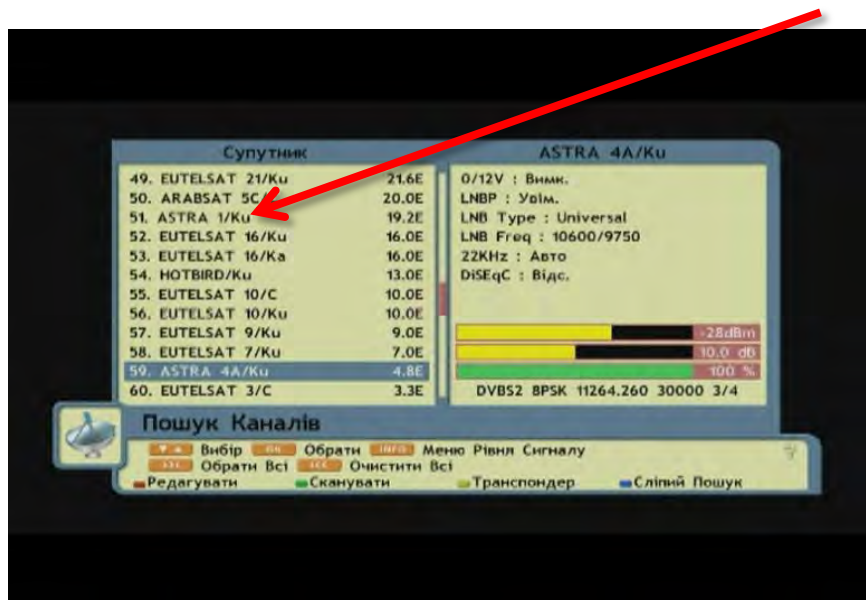 Супутник
49. EUTELSAT 21/Ku 21.6E
50. ARABSAT 5C/ 20.0E
51. ASTRA 1/Ku 19.2E
52. EUTELSAT 16/Ku 16.0E
53. EUTELSAT 16/Ka 16.0E
54. HOTBIRD/Ku 13.0E
55. EUTELSAT 10/C 10.0E
56. EUTELSAT 10/Ku 10.0E
57. EUTELSAT 9/Ku 9.0E
58. EUTELSAT 7/Ku 7.0E
59. ASTRA 4A/Ku 4.8E
60. EUTELSAT 3/C 3.3E
ASTRA 4A/Ku
0/12V : Вимк.
LNBP : Увім.
LNB Type : Universal
LNB Freq : 10600/9750
22KHz : Авто
DiSEqC : Відс.
-28dBm
10.0 dB
100 %
DVBS2 8PSK 11264.260 30000 3/4
Пошук Каналів
Вибір OK Обрати INFO Меню Рівня Сигналу
>>| Обрати Всі |<< Очистити Всі
Редагувати Сканувати Транспондер Сліпий Пошук